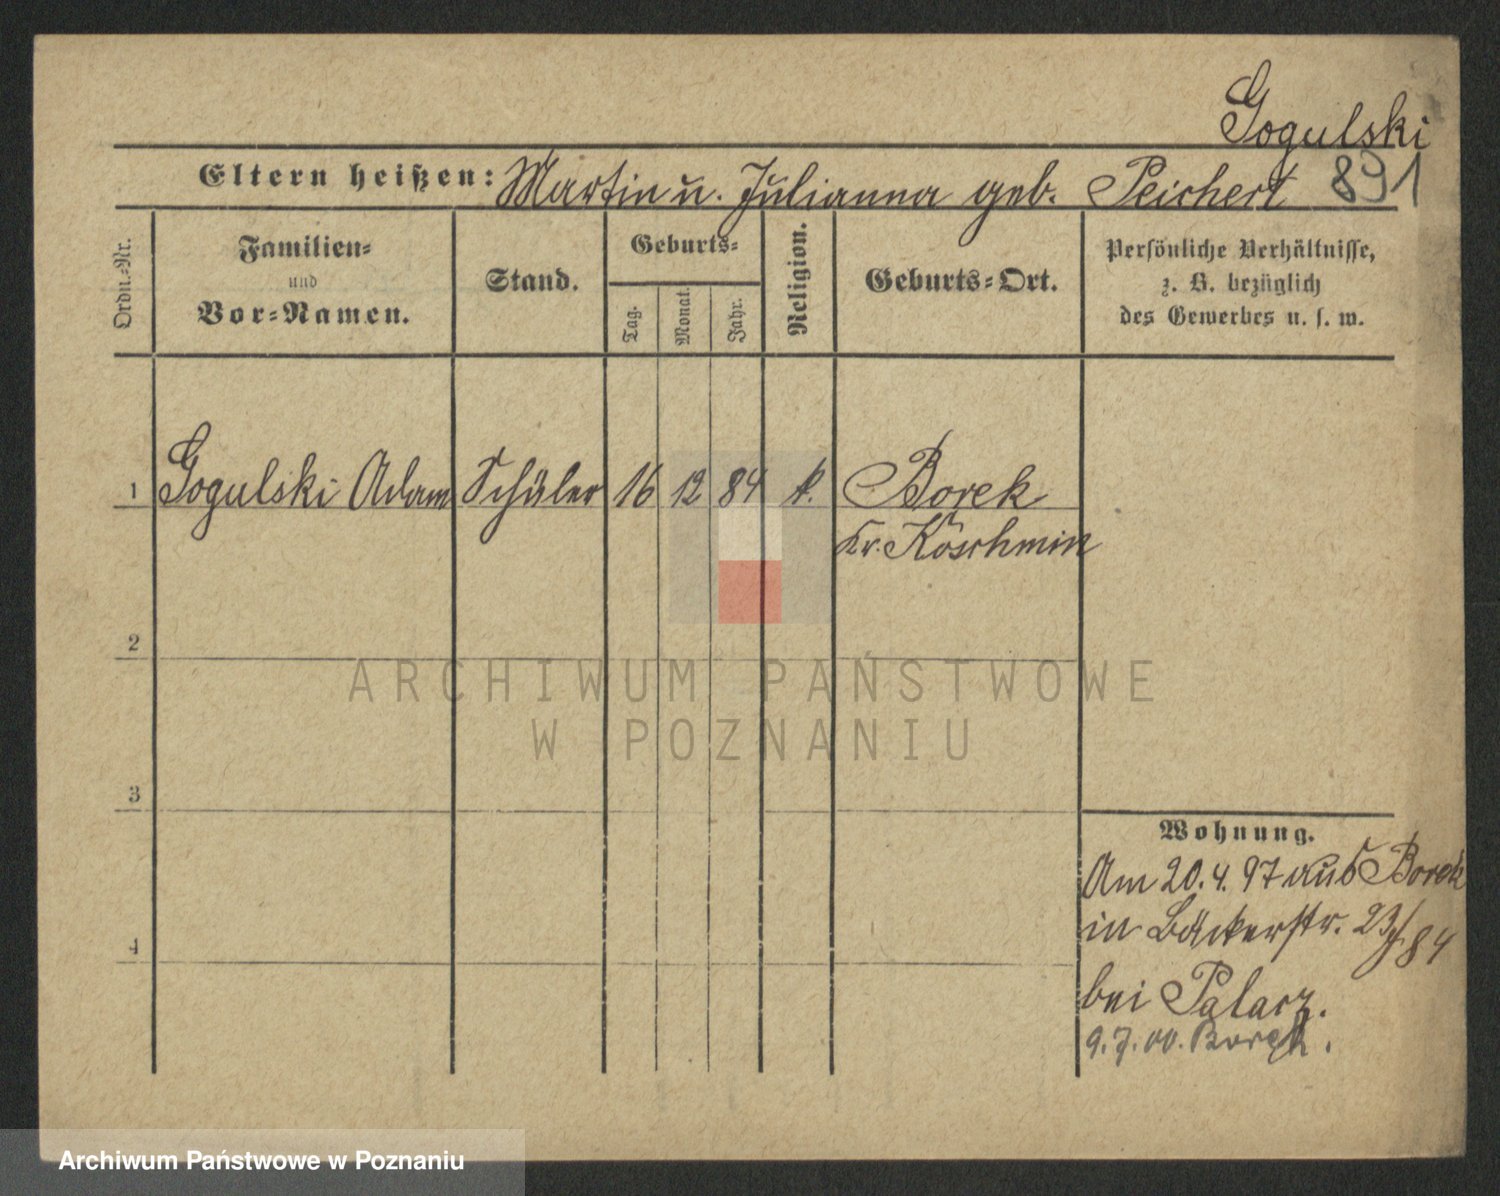 Gogulski
Eltern heißen: Martin u. Julianna geb. Peichert 891
Ordn.-Nr.
Familien-
und
Vor-Namen.
Stand.
Geburts-
Tag.
Monat.
Jahr.
Religion.
Geburts-Ort.
Persönliche Verhältnisse,
z. B. bezüglich
des Gewerbes u. s. w.
1 Gogulski Adam Schüler 16 12 84 k. Borek
Kr. Koschmin
2
ARCHIWUM PAŃSTWOWE
W POZNANIU
3
Wohnung.
Am 20.4.97 aus Borek
in Bäckerstr. 23/84
4
bei Palacz.
9.7.00. Borek.
Archiwum Państwowe w Poznaniu